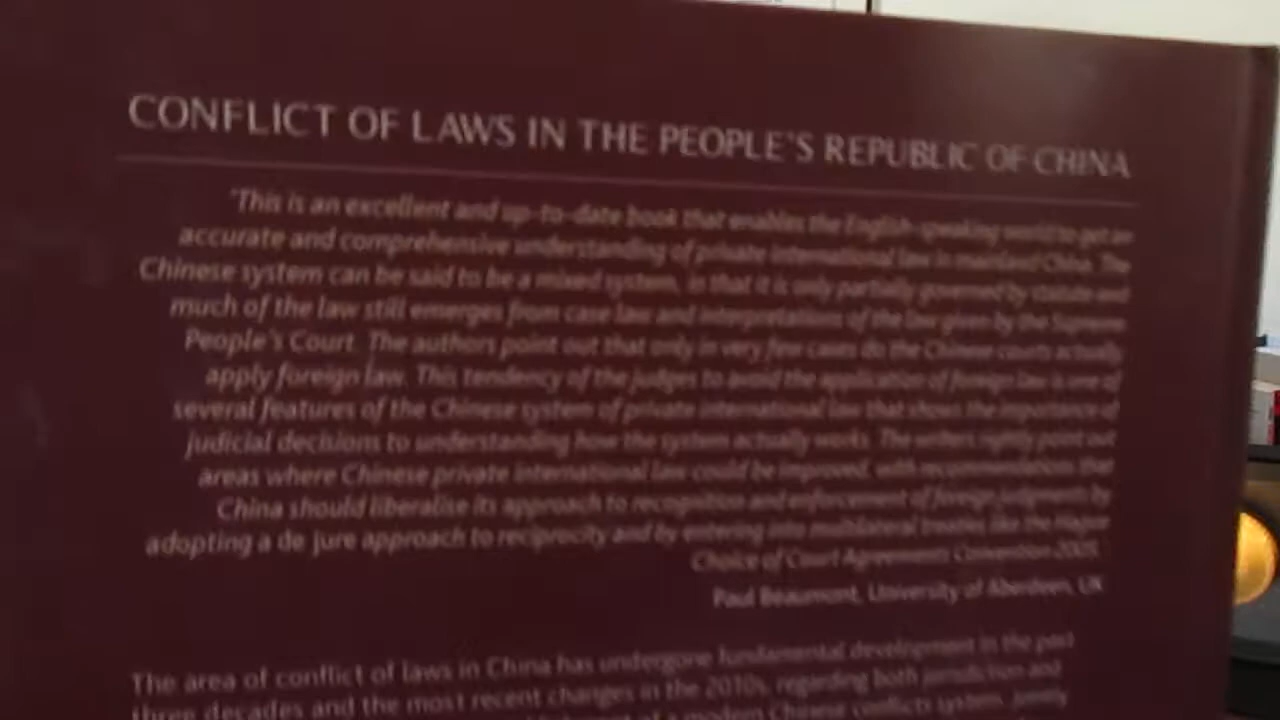 CONFLICT OF LAWS IN THE PEOPLE'S REPUBLIC OF CHINA
'This is an excellent and up-to-date book that enables the English-speaking world to get an
accurate and comprehensive understanding of private international law in mainland China. The
Chinese system can be said to be a mixed system, in that it is only partially governed by statute and
much of the law still emerges from case law and interpretations of the law given by the Supreme
People's Court. The authors point out that only in very few cases do the Chinese courts actually
apply foreign law. This tendency of the judges to avoid the application of foreign law is one of
several features of the Chinese system of private international law that shows the importance of
judicial decisions to understanding how the system actually works. The writers rightly point out
areas where Chinese private international law could be improved, with recommendations that
China should liberalise its approach to recognition and enforcement of foreign judgments by
adopting a de jure approach to reciprocity and by entering into multilateral treaties like the Hague
Choice of Court Agreements Convention 2005.'
Paul Beaumont, University of Aberdeen, UK
The area of conflict of laws in China has undergone fundamental development in the past
three decades and the most recent changes in the 2010s, regarding both jurisdiction and
of a modern Chinese conflicts system. Jointly